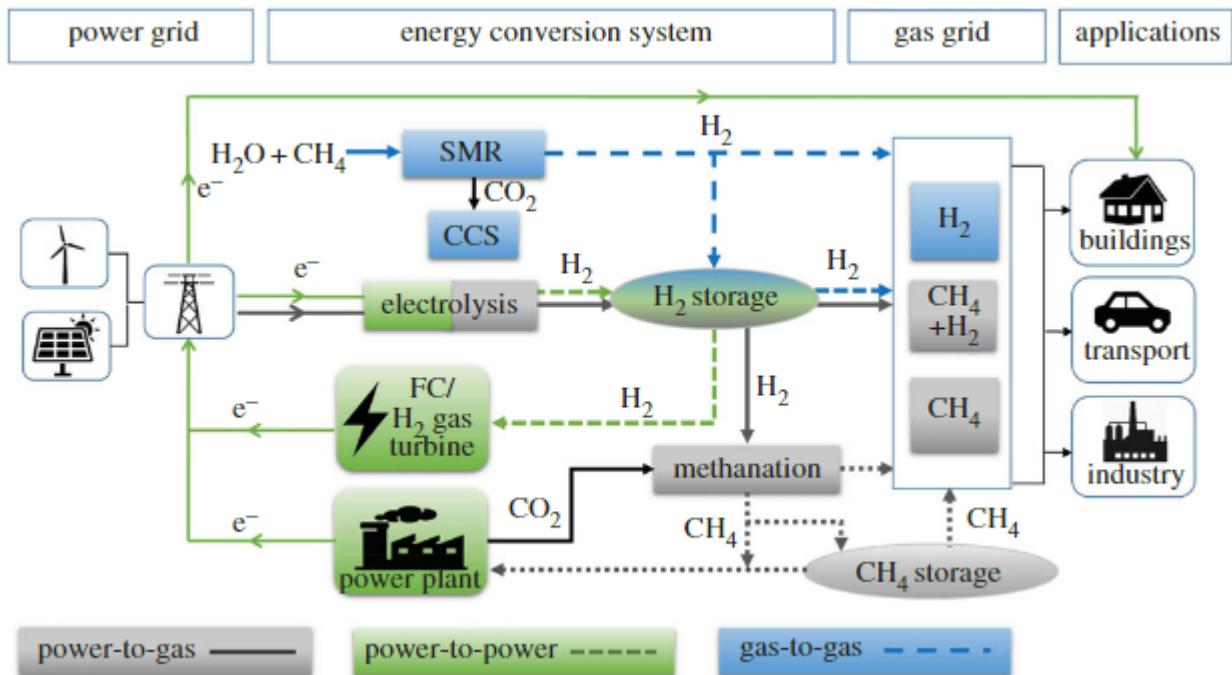 power grid
energy conversion system
gas grid
applications
H₂
H₂O + CH₄
SMR
e⁻
CO₂
H₂
CCS
buildings
e⁻
H₂
H₂
electrolysis
H₂ storage
CH₄
+H₂
transport
FC/
H₂ gas
turbine
e⁻
H₂
H₂
CH₄
methanation
industry
CO₂
e⁻
CH₄
CH₄
power plant
CH₄ storage
power-to-gas
power-to-power
gas-to-gas